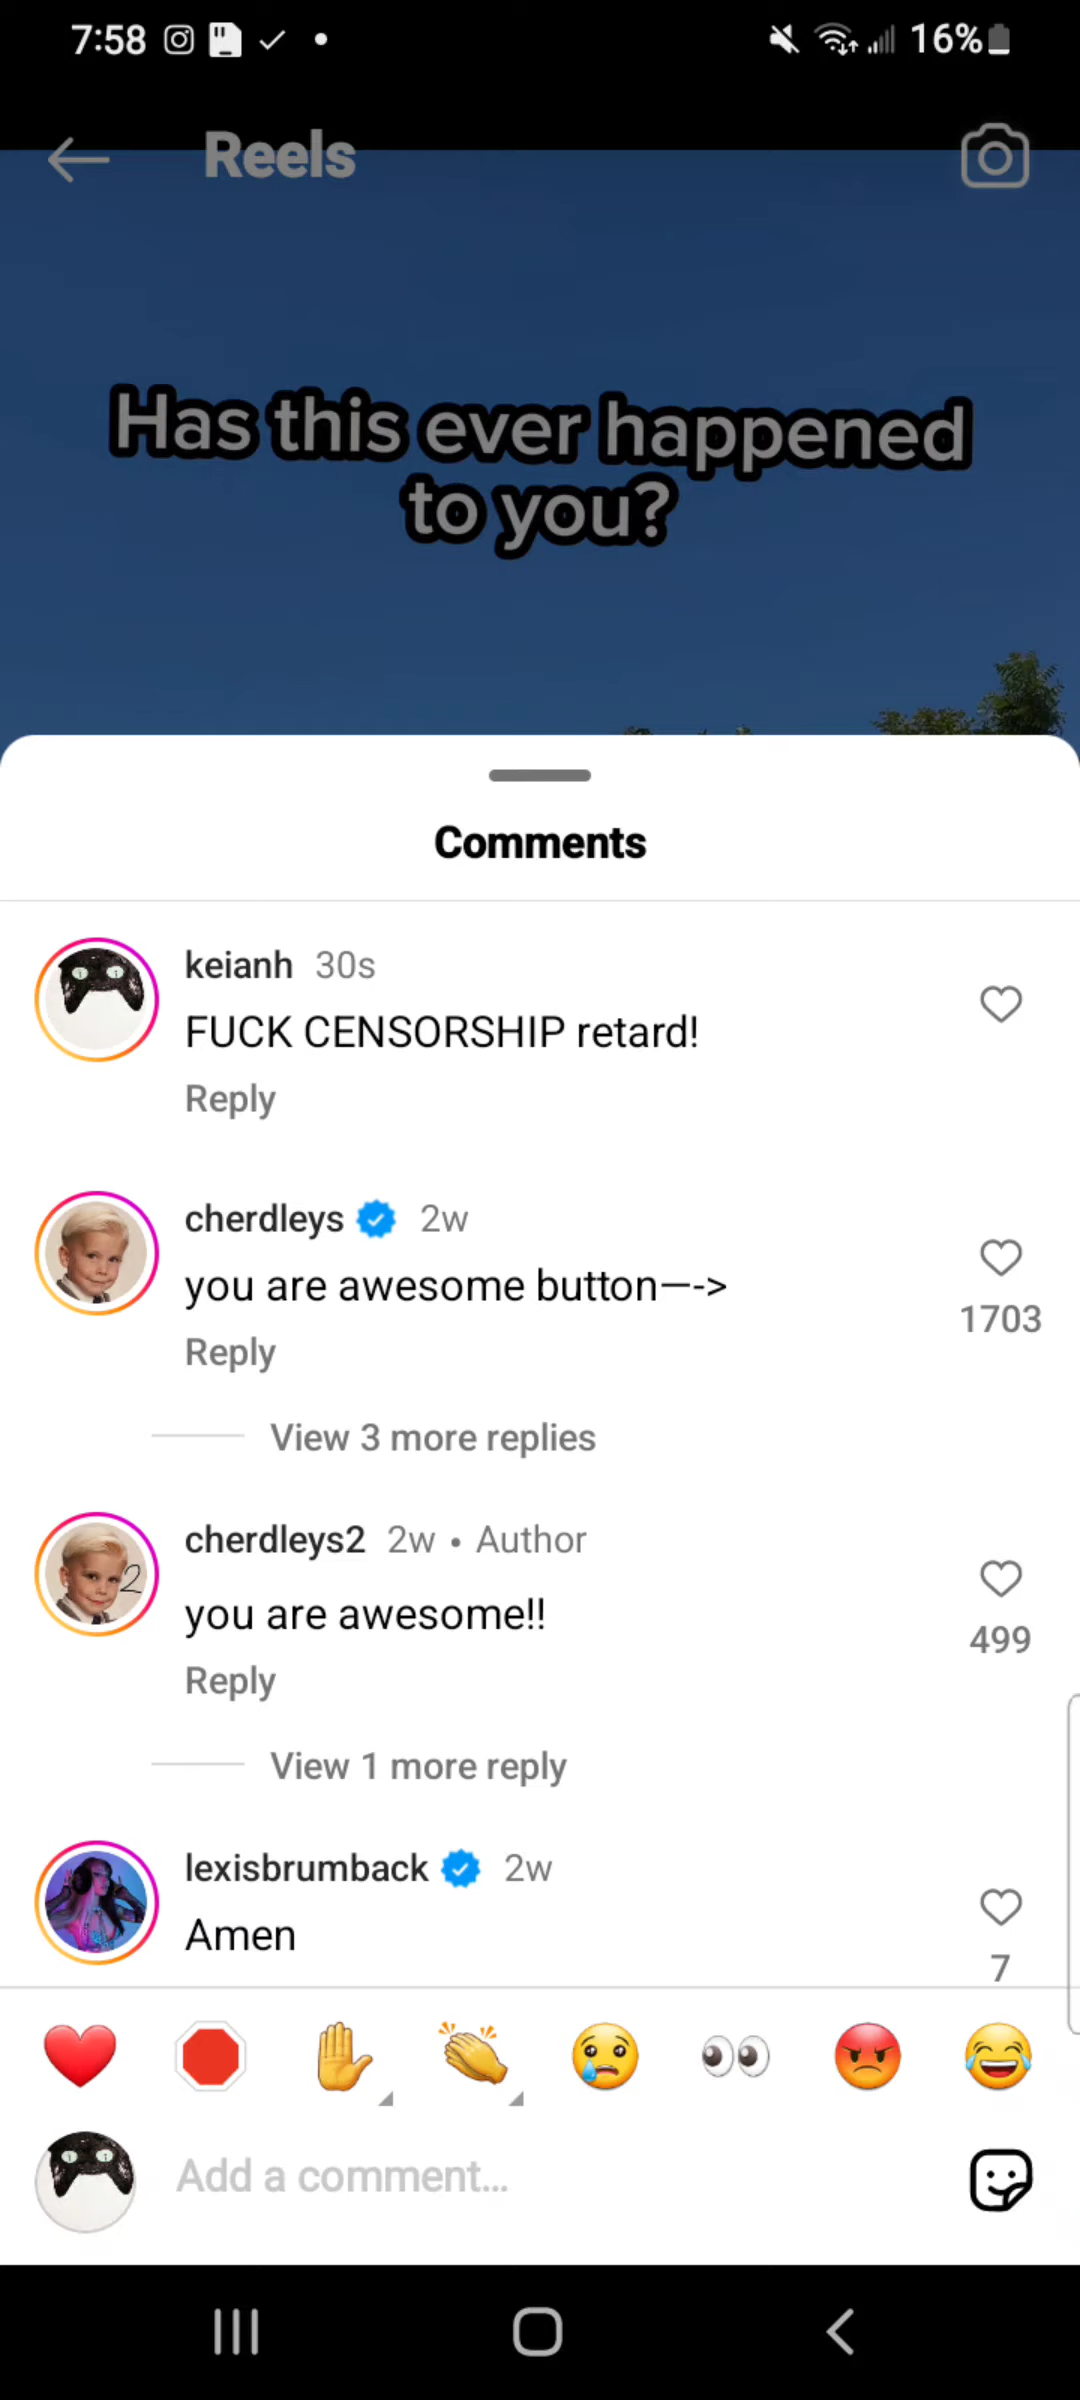 7:58
16%
Reels
Has this ever happened
to you?
Comments
keianh 30s
FUCK CENSORSHIP retard!
Reply
cherdleys 2w
you are awesome button—->
1703
Reply
View 3 more replies
cherdleys2 2w • Author
you are awesome!!
499
Reply
View 1 more reply
lexisbrumback 2w
Amen
7
Add a comment...